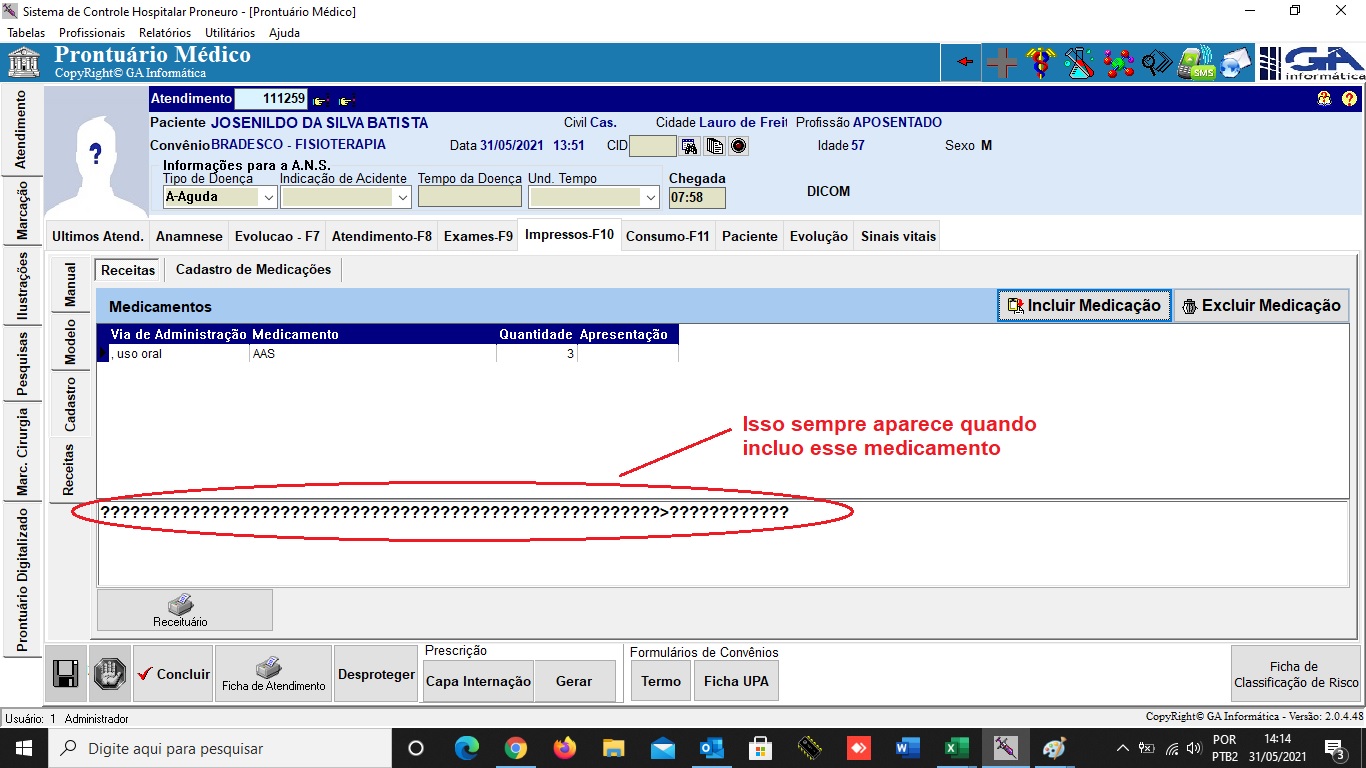 Sistema de Controle Hospitalar Proneuro - [Prontuário Médico]
Tabelas Profissionais Relatórios Utilitários Ajuda
Prontuário Médico
CopyRight© GA Informática
SMS
GA
informática
Atendimento
Marcação
Ilustrações
Pesquisas
Marc. Cirurgia
Prontuário Digitalizado
?
Atendimento 111259
?
Paciente JOSENILDO DA SILVA BATISTA Civil Cas. Cidade Lauro de Freit Profissão APOSENTADO
Convênio BRADESCO - FISIOTERAPIA Data 31/05/2021 13:51 CID Idade 57 Sexo M
Informações para a A.N.S.
Tipo de Doença Indicação de Acidente Tempo da Doença Und. Tempo Chegada
A-Aguda 07:58 DICOM
Ultimos Atend. Anamnese Evolucao - F7 Atendimento-F8 Exames-F9 Impressos-F10 Consumo-F11 Paciente Evolução Sinais vitais
Manual
Modelo
Cadastro
Receitas
Receitas Cadastro de Medicações
Medicamentos Incluir Medicação Excluir Medicação
Via de Administração Medicamento Quantidade Apresentação
, uso oral AAS 3
Isso sempre aparece quando
incluo esse medicamento
????????????????????????????????????????????????????????>????????????
Receituário
Concluir Ficha de Atendimento Desproteger
Prescrição
Capa Internação Gerar
Formulários de Convênios
Termo Ficha UPA
Ficha de
Classificação de Risco
Usuário: 1 Administrador CopyRight© GA Informática - Versão: 2.0.4.48
Digite aqui para pesquisar
POR
PTB2
14:14
31/05/2021
3